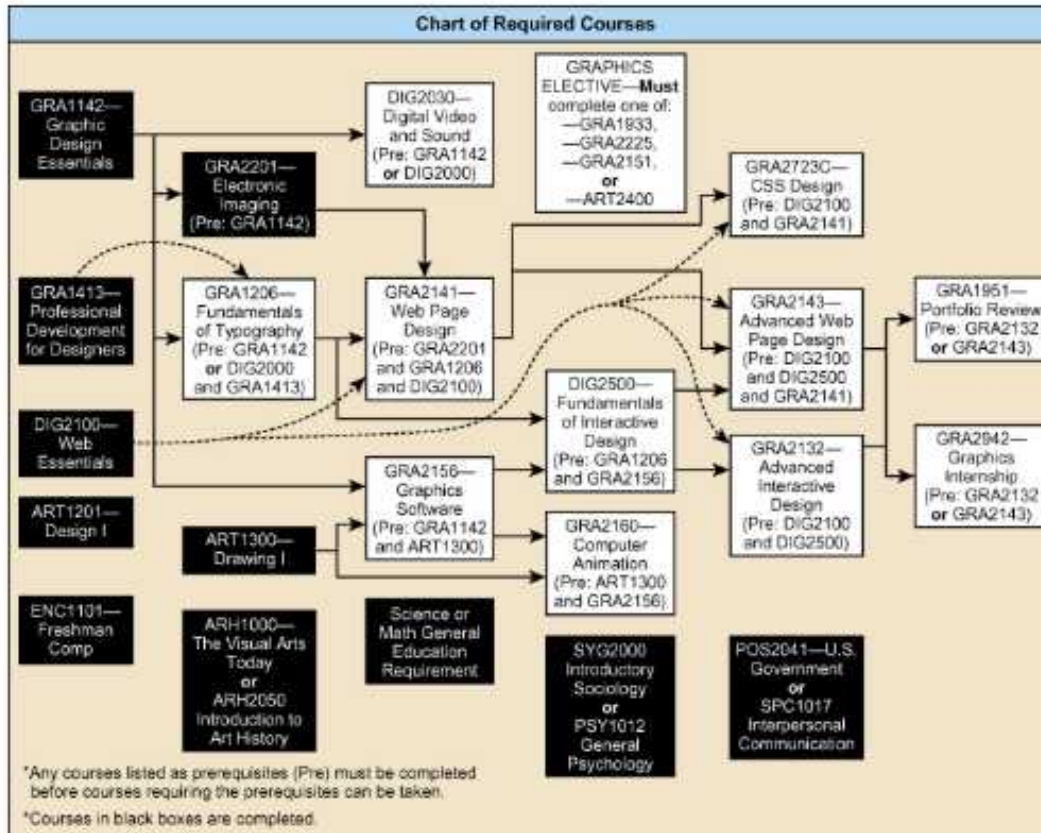 Chart of Required Courses
GRA1142—
Graphic
Design
Essentials
GRA1413—
Professional
Development
for Designers
DIG2100—
Web
Essentials
ART1201—
Design I
ENC1101—
Freshman
Comp
GRA2201—
Electronic
Imaging
(Pre: GRA1142)
GRA1206—
Fundamentals
of Typography
(Pre: GRA1142
or DIG2000
and GRA1413)
ART1300—
Drawing I
ARH1000—
The Visual Arts
Today
or
ARH2050
Introduction to
Art History
DIG2030—
Digital Video
and Sound
(Pre: GRA1142
or DIG2000)
GRA2141—
Web Page
Design
(Pre: GRA2201
and GRA1206
and DIG2100)
GRA2156—
Graphics
Software
(Pre: GRA1142
and ART1300)
Science or
Math General
Education
Requirement
GRAPHICS
ELECTIVE—Must
complete one of:
—GRA1933,
—GRA2225,
—GRA2151,
or
—ART2400
DIG2500—
Fundamentals
of Interactive
Design
(Pre: GRA1206
and GRA2156)
GRA2160—
Computer
Animation
(Pre: ART1300
and GRA2156)
SYG2000
Introductory
Sociology
or
PSY1012
General
Psychology
GRA2723C—
CSS Design
(Pre: DIG2100
and GRA2141)
GRA2143—
Advanced Web
Page Design
(Pre: DIG2100
and DIG2500
and GRA2141)
GRA2132—
Advanced
Interactive
Design
(Pre: DIG2100
and DIG2500)
POS2041—U.S.
Government
or
SPC1017
Interpersonal
Communication
GRA1951—
Portfolio Review
(Pre: GRA2132
or GRA2143)
GRA2942—
Graphics
Internship
(Pre: GRA2132
or GRA2143)
*Any courses listed as prerequisites (Pre) must be completed
before courses requiring the prerequisites can be taken.
*Courses in black boxes are completed.